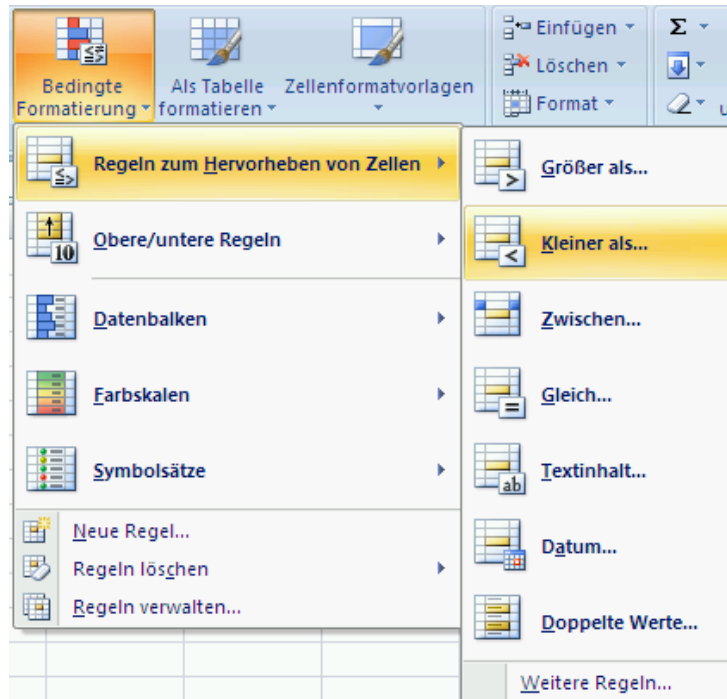 Bedingte Formatierung
Als Tabelle formatieren
Zellenformatvorlagen
Einfügen
Löschen
Format
Σ
Regeln zum Hervorheben von Zellen
Obere/untere Regeln
10
Datenbalken
Farbskalen
Symbolsätze
Neue Regel...
Regeln löschen
Regeln verwalten...
Größer als...
Kleiner als...
Zwischen...
Gleich...
Textinhalt...
ab
Datum...
Doppelte Werte...
Weitere Regeln...